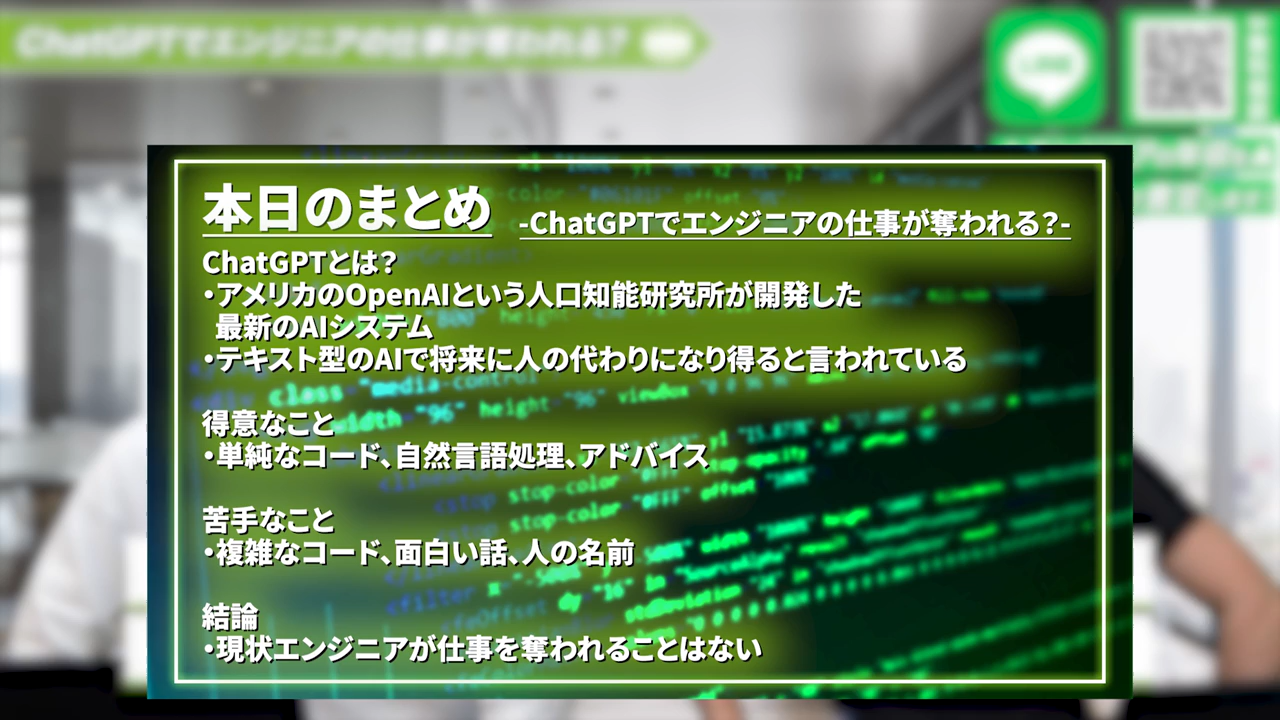 ChatGPTでエンジニアの仕事が奪われる?
LINE
本日のまとめ
-ChatGPTでエンジニアの仕事が奪われる?-
ChatGPTとは?
・アメリカのOpenAIという人口知能研究所が開発した
最新のAIシステム
・テキスト型のAIで将来に人の代わりになり得ると言われている
得意なこと
・単純なコード、自然言語処理、アドバイス
苦手なこと
・複雑なコード、面白い話、人の名前
結論
・現状エンジニアが仕事を奪われることはない